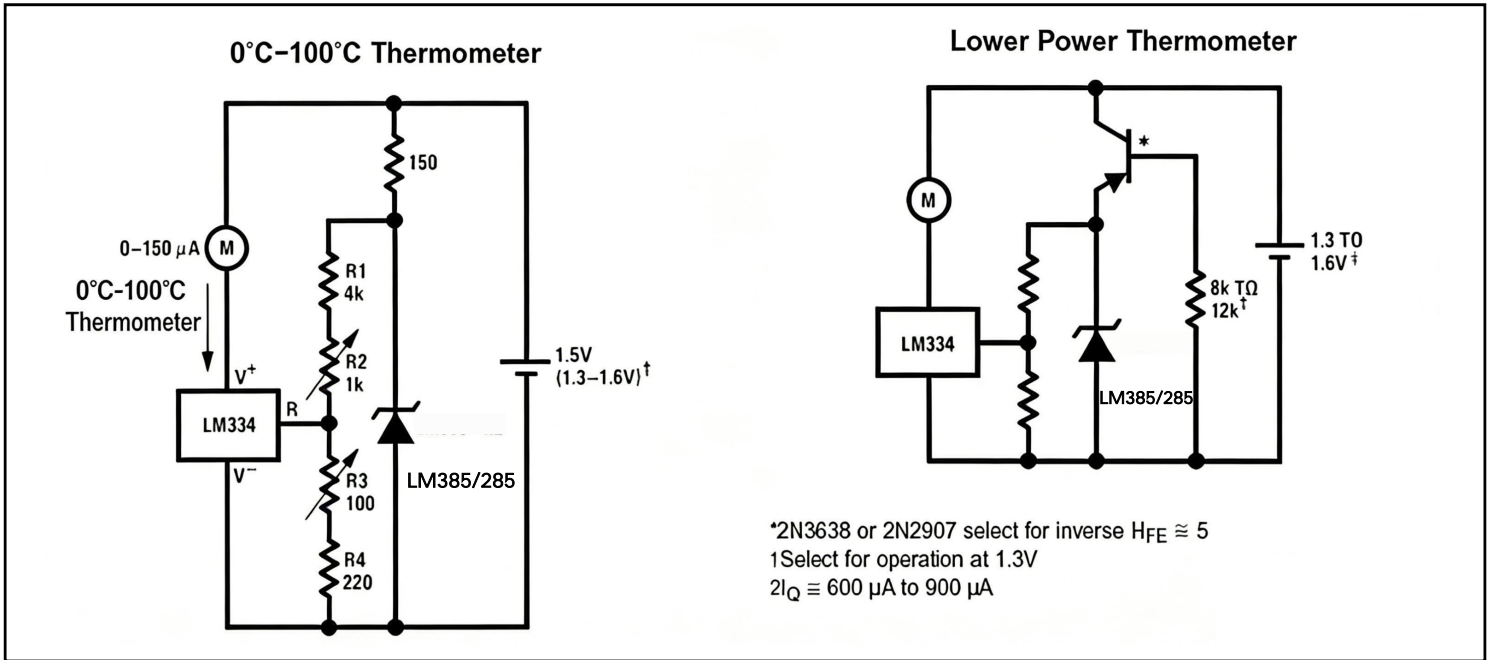 0°C–100°C Thermometer
150
0–150 μA
M
0°C-100°C
Thermometer
R1
4k
R2
1k
V⁺
LM334
R
V⁻
R3
100
R4
220
LM385/285
1.5V
(1.3–1.6V)†
Lower Power Thermometer
*
M
LM334
LM385/285
8k TΩ
12k†
1.3 TO
1.6V‡
*2N3638 or 2N2907 select for inverse HFE ≊ 5
1Select for operation at 1.3V
2IQ ≅ 600 μA to 900 μA